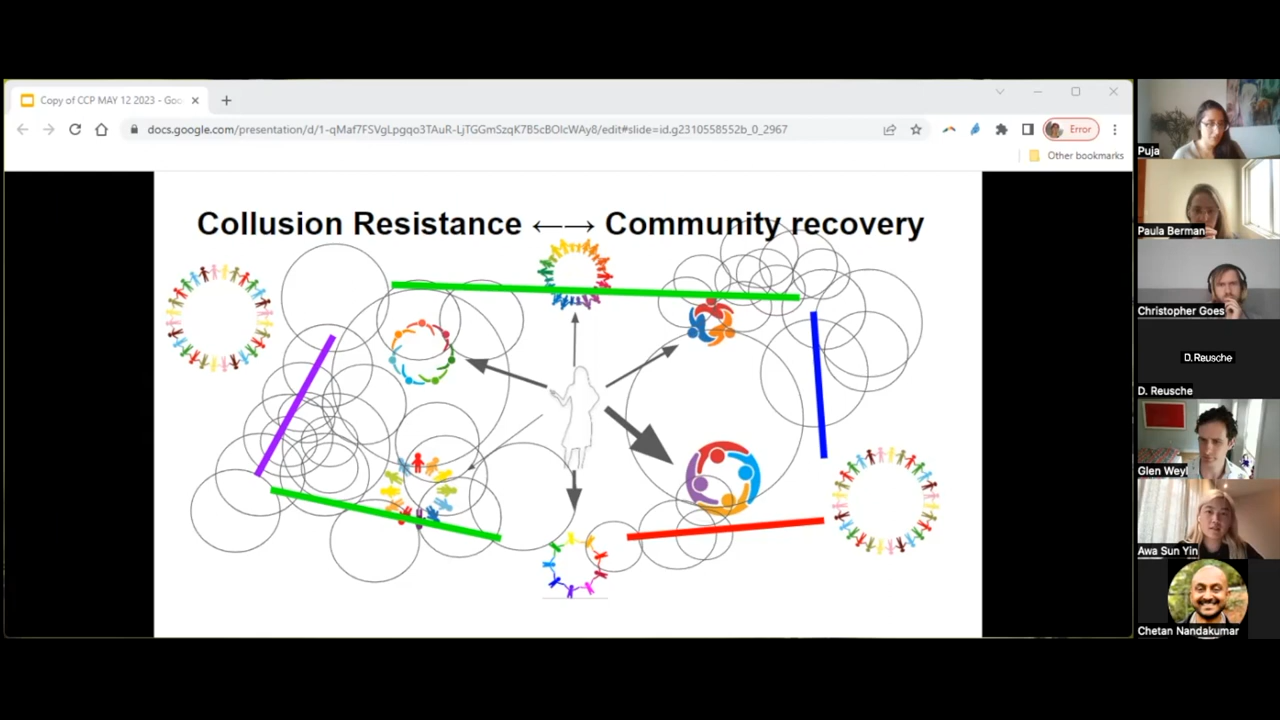 Copy of CCP MAY 12 2023 - Goo
docs.google.com/presentation/d/1-qMaf7FSVgLpgqo3TAuR-LjTGGmSzqK7B5cBOlcWAy8/edit#slide=id.g2310558552b_0_2967
Error
Other bookmarks
Collusion Resistance ←→ Community recovery
Puja
Paula Berman
Christopher Goes
D. Reusche
D. Reusche
Glen Weyl
Awa Sun Yin
Chetan Nandakumar